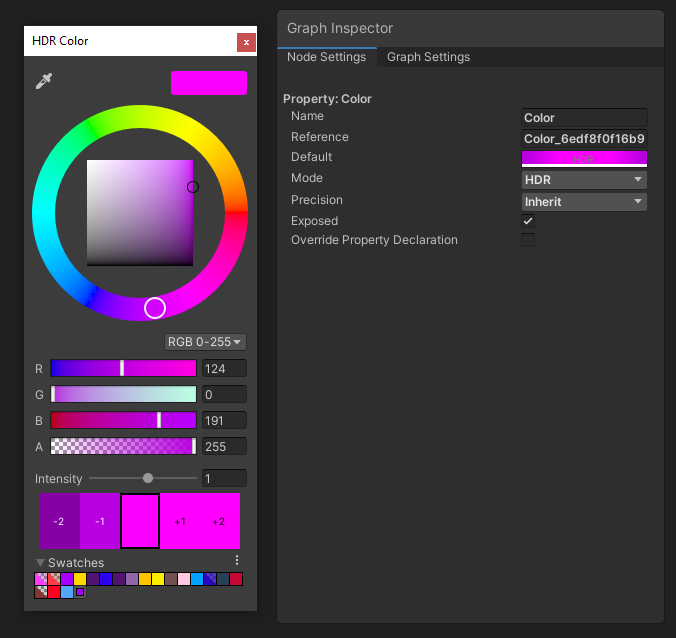 HDR Color
x
RGB 0-255
R 124
G 0
B 191
A 255
Intensity 1
-2 -1 +1 +2
Swatches
Graph Inspector
Node Settings Graph Settings
Property: Color
Name Color
Reference Color_6edf8f0f16b9
Default HDR
Mode HDR
Precision Inherit
Exposed
Override Property Declaration